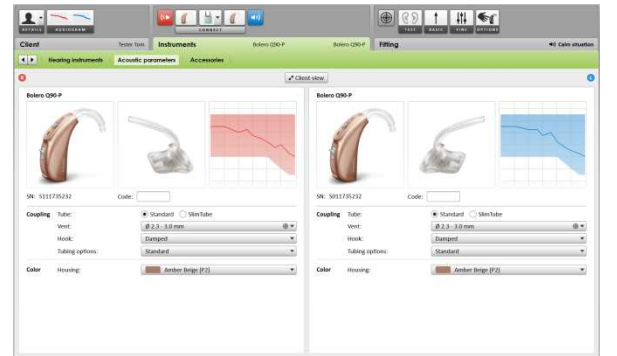 DETAILS AUDIOGRAM CONNECT TEST BASIC FINE OPTIONS
Client Tester Tom Instruments Bolero Q90-P Bolero Q90-P Fitting Calm situation
Hearing instruments Acoustic parameters Accessories
R Client view L
Bolero Q90-P
SN: 5111735232 Code:
Coupling Tube: Standard SlimTube
Vent: Ø 2.3 - 3.0 mm
Hook: Damped
Tubing options: Standard
Color Housing: Amber Beige (P2)
Bolero Q90-P
SN: 5011735232 Code:
Coupling Tube: Standard SlimTube
Vent: Ø 2.3 - 3.0 mm
Hook: Damped
Tubing options: Standard
Color Housing: Amber Beige (P2)